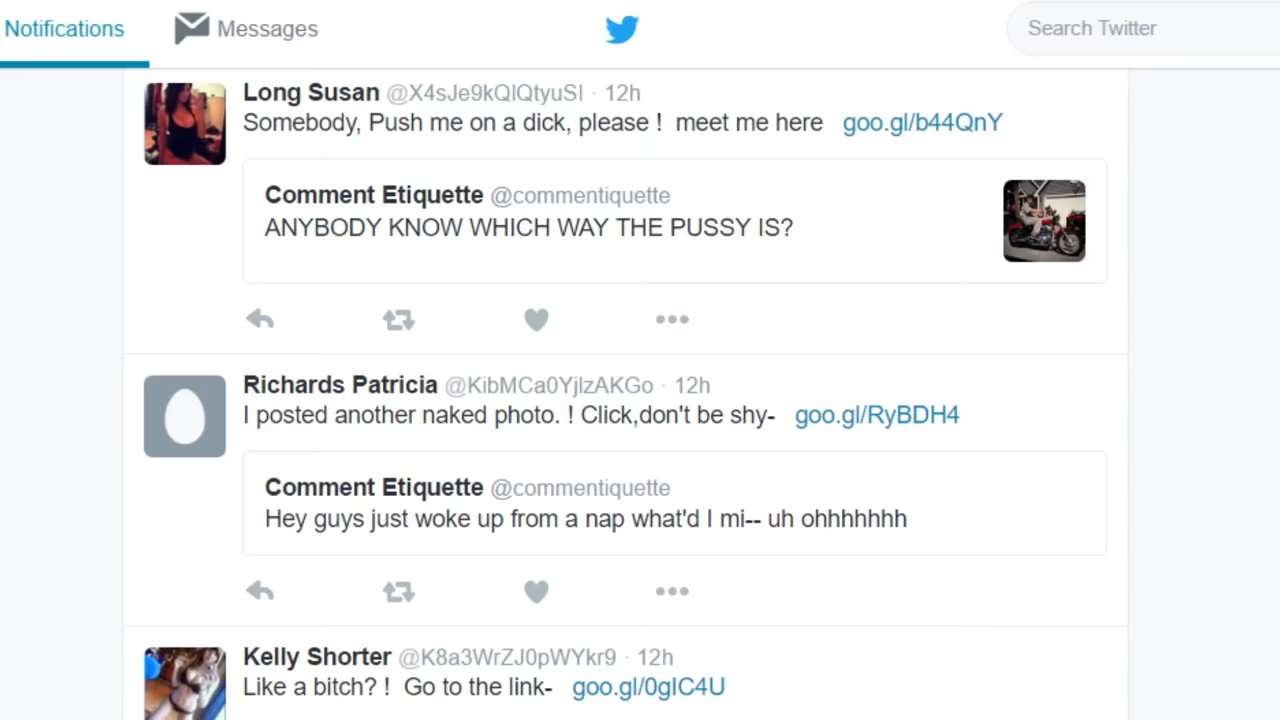 Notifications Messages Search Twitter
Long Susan @X4sJe9kQlQtyuSI · 12h
Somebody, Push me on a dick, please ! meet me here goo.gl/b44QnY
Comment Etiquette @commentiquette
ANYBODY KNOW WHICH WAY THE PUSSY IS?
Richards Patricia @KibMCa0YjlzAKGo · 12h
I posted another naked photo. ! Click,don't be shy- goo.gl/RyBDH4
Comment Etiquette @commentiquette
Hey guys just woke up from a nap what'd I mi-- uh ohhhhhhh
Kelly Shorter @K8a3WrZJ0pWYkr9 · 12h
Like a bitch? ! Go to the link- goo.gl/0gIC4U